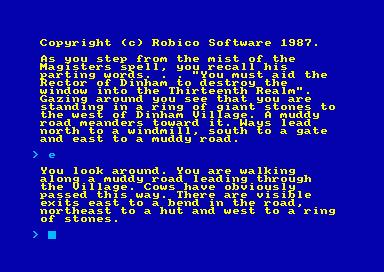 Copyright (c) Robico Software 1987.
As you step from the mist of the
Magisters spell, you recall his
parting words. . . "You must aid the
Rector of Dinham to destroy the
window into the Thirteenth Realm".
Gazing around you see that you are
standing in a ring of giant stones to
the west of Dinham Village. A muddy
road meanders toward it. Ways lead
north to a windmill, south to a gate
and east to a muddy road.
> e
You look around. You are walking
along a muddy road leading through
the Village. Cows have obviously
passed this way. There are visible
exits east to a bend in the road,
northeast to a hut and west to a ring
of stones.
>